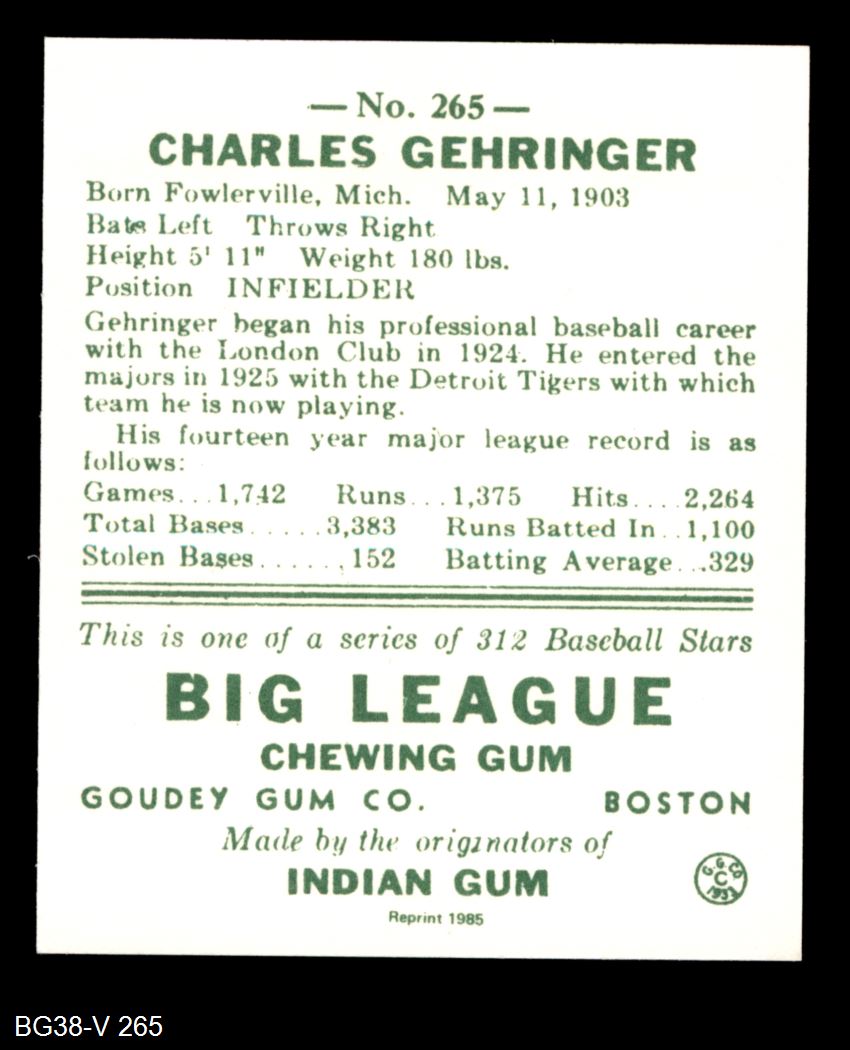 — No. 265 —
CHARLES GEHRINGER
Born Fowlerville, Mich. May 11, 1903
Bats Left Throws Right
Height 5' 11" Weight 180 lbs.
Position INFIELDER
Gehringer began his professional baseball career
with the London Club in 1924. He entered the
majors in 1925 with the Detroit Tigers with which
team he is now playing.
His fourteen year major league record is as
follows:
Games...1,742 Runs...1,375 Hits....2,264
Total Bases......3,383 Runs Batted In..1,100
Stolen Bases.......152 Batting Average...329
This is one of a series of 312 Baseball Stars
BIG LEAGUE
CHEWING GUM
GOUDEY GUM CO. BOSTON
Made by the originators of
INDIAN GUM
G.G.CO
C
Reprint 1985
BG38-V 265